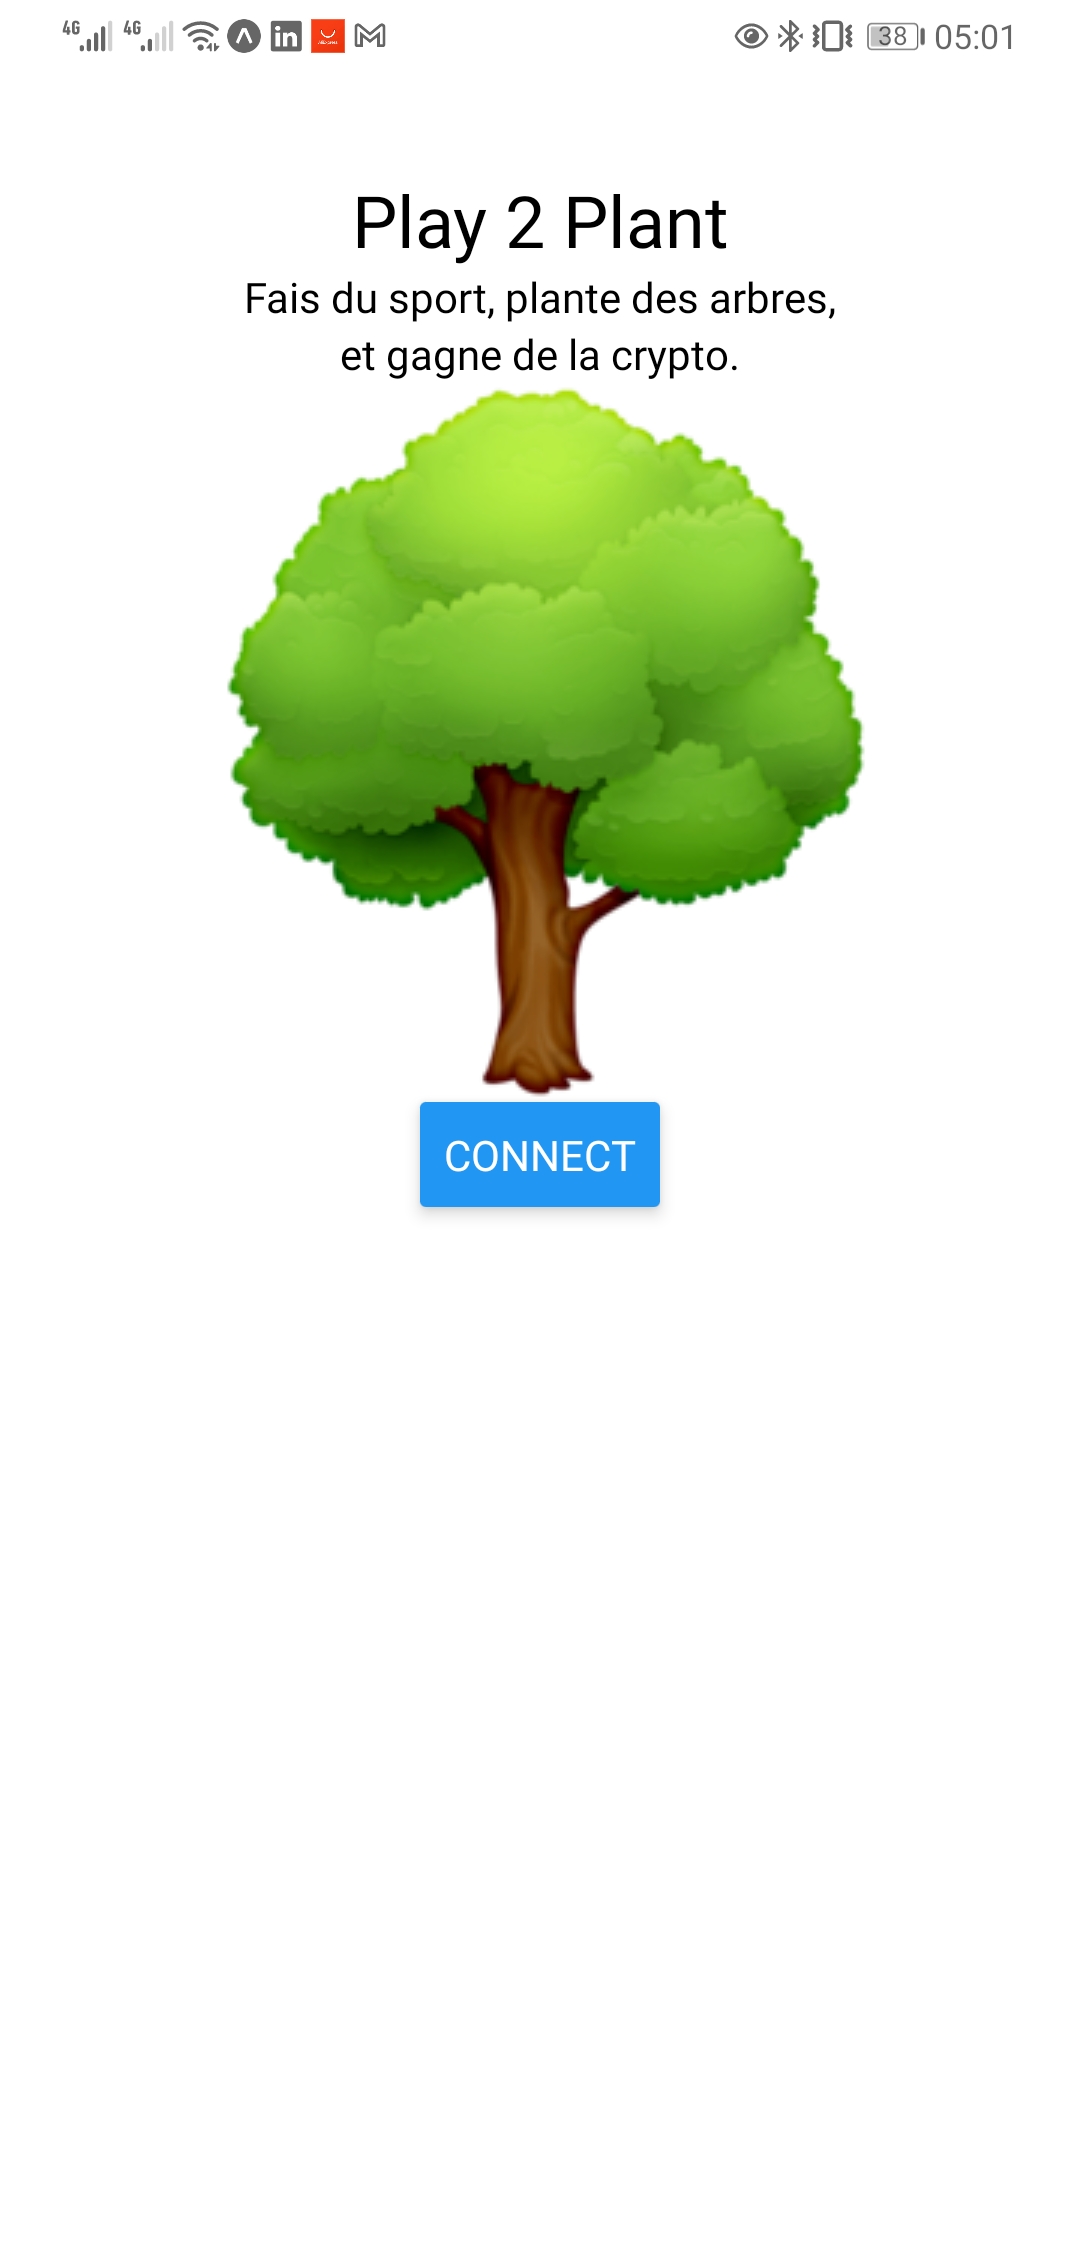 4G 4G in 38 05:01
Play 2 Plant
Fais du sport, plante des arbres,
et gagne de la crypto.
CONNECT